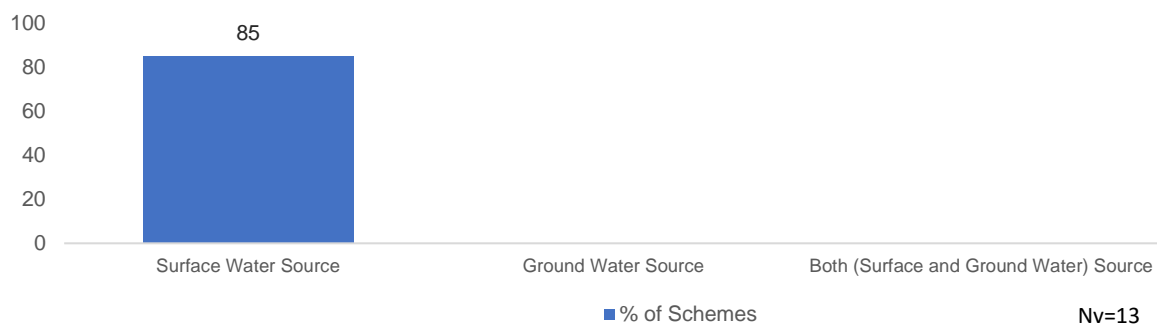 100
85
80
60
40
20
0
Surface Water Source Ground Water Source Both (Surface and Ground Water) Source
% of Schemes
Nv=13